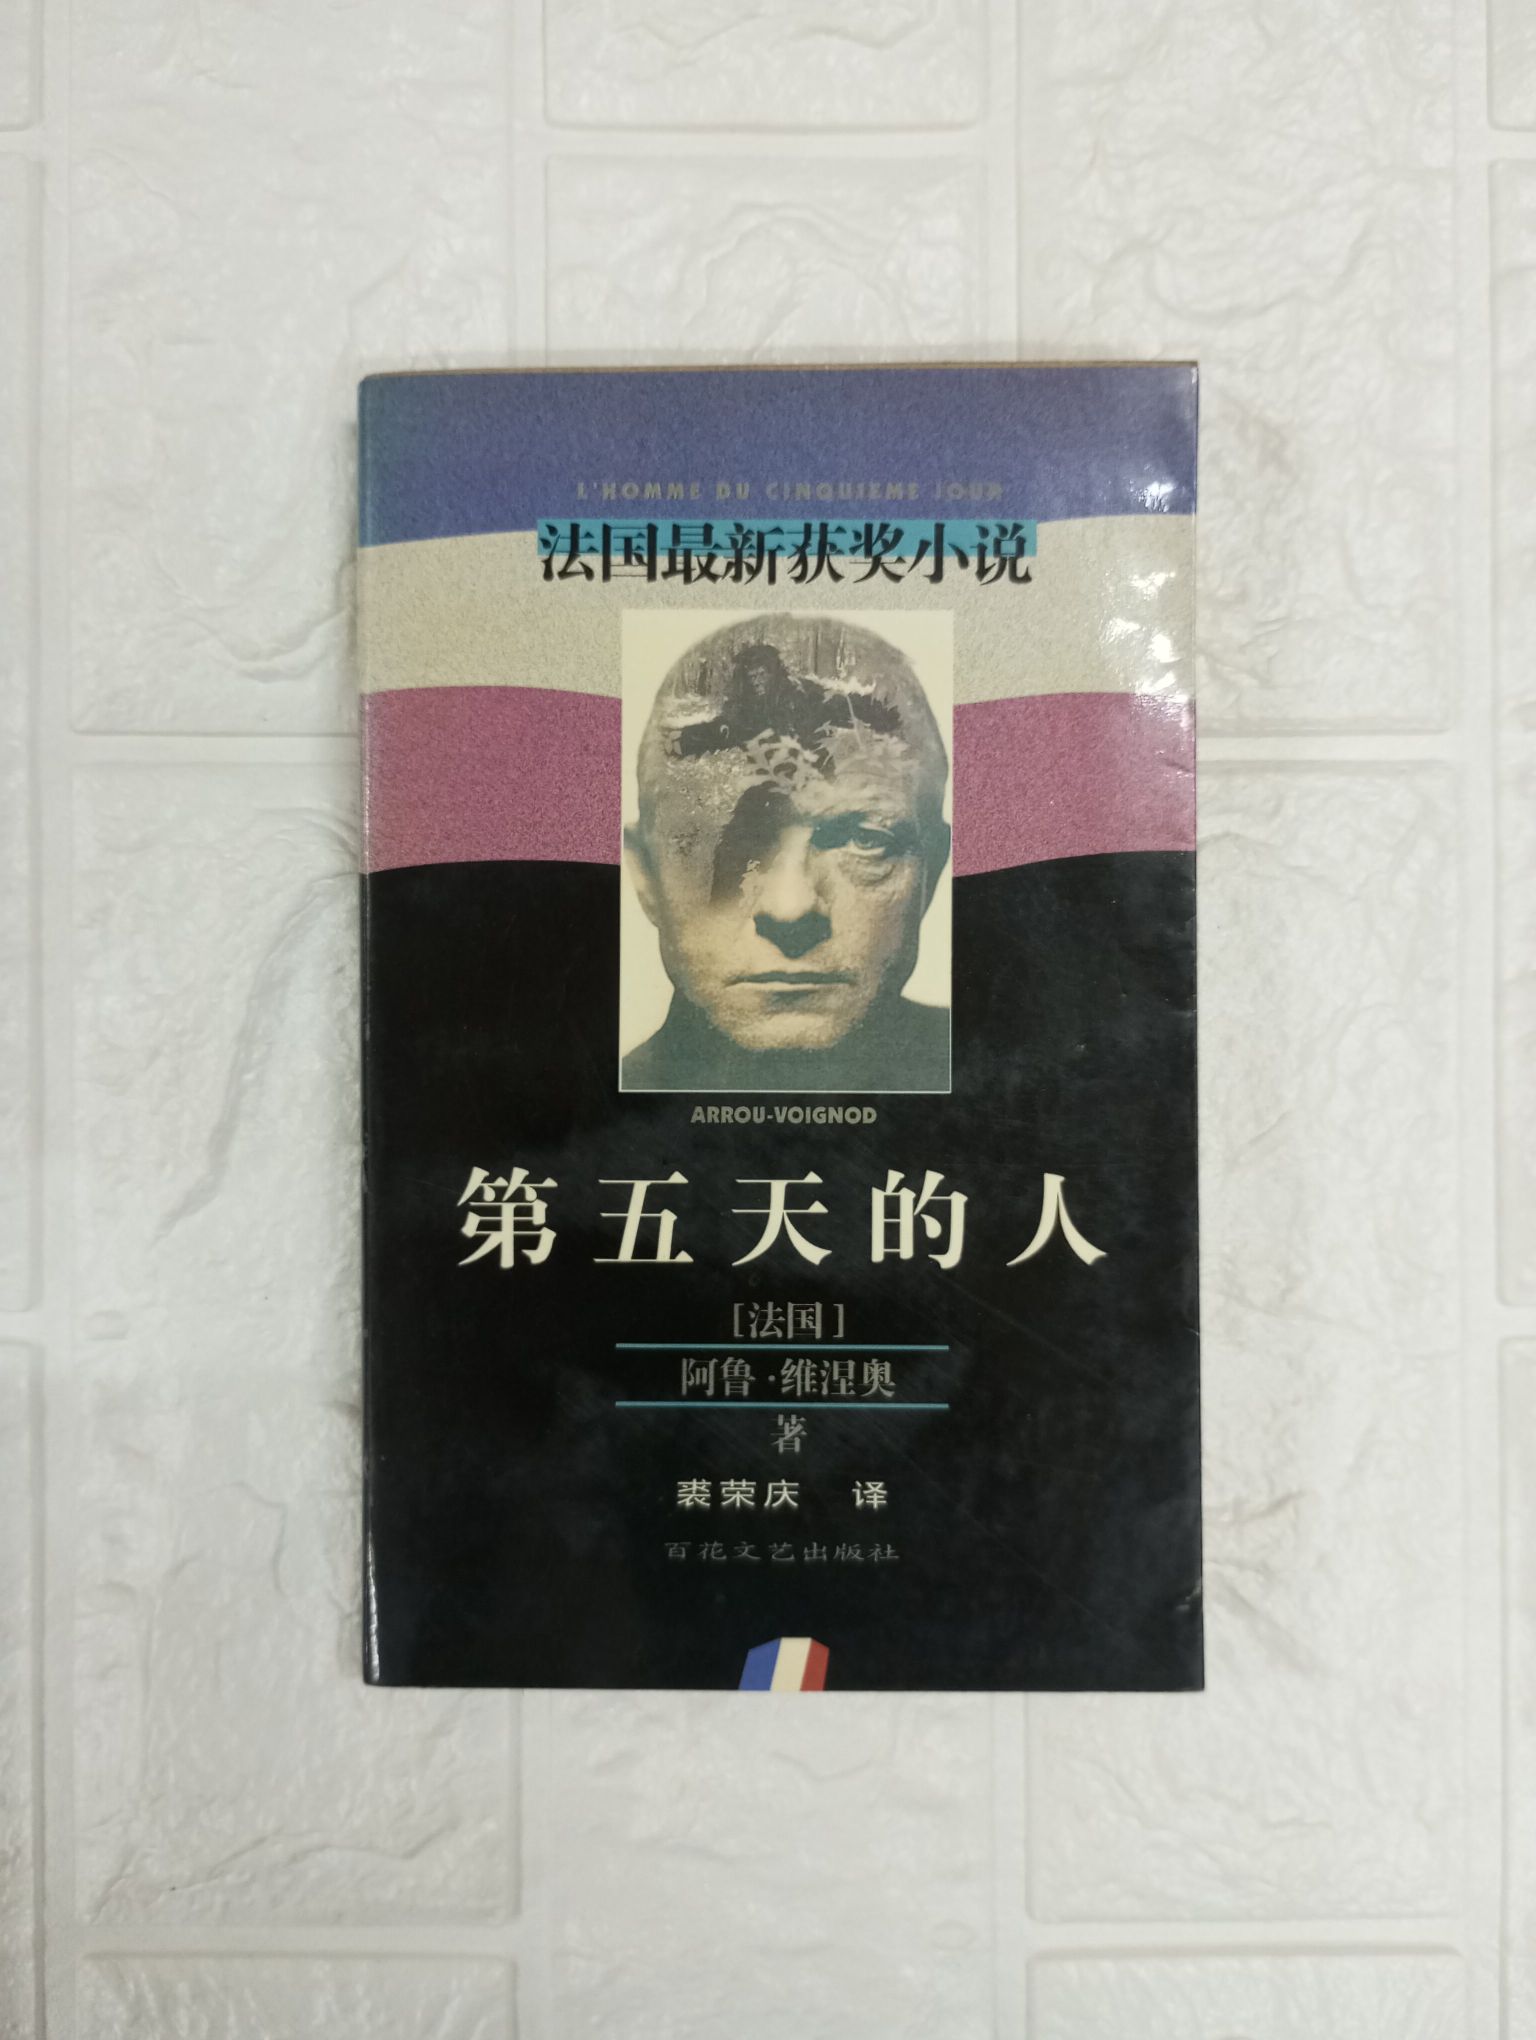 L'HOMME DU CINQUIEME JOUR
法国最新获奖小说
ARROU-VOIGNOD
第五天的人
[法国]
阿鲁·维涅奥
著
裘荣庆 译
百花文艺出版社